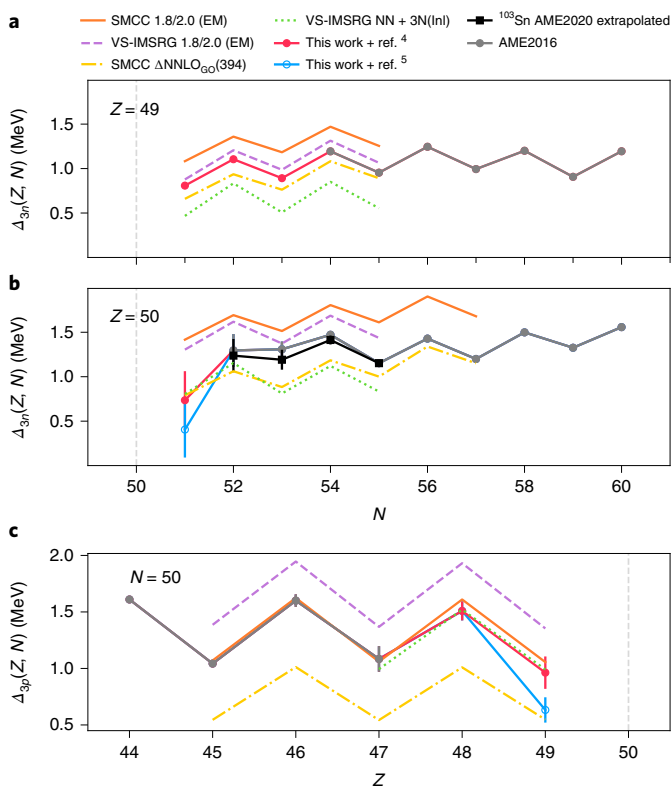 a
SMCC 1.8/2.0 (EM)
VS-IMSRG NN + 3N(lnl)
¹⁰³Sn AME2020 extrapolated
VS-IMSRG 1.8/2.0 (EM)
This work + ref. ⁴
AME2016
SMCC ΔNNLO_GO(394)
This work + ref. ⁵
Z = 49
1.5
1.0
0.5
Δ₃ₙ(Z, N) (MeV)
b
Z = 50
1.5
1.0
0.5
Δ₃ₙ(Z, N) (MeV)
50 52 54 56 58 60
N
c
N = 50
2.0
1.5
1.0
0.5
Δ₃ₚ(Z, N) (MeV)
44 45 46 47 48 49 50
Z